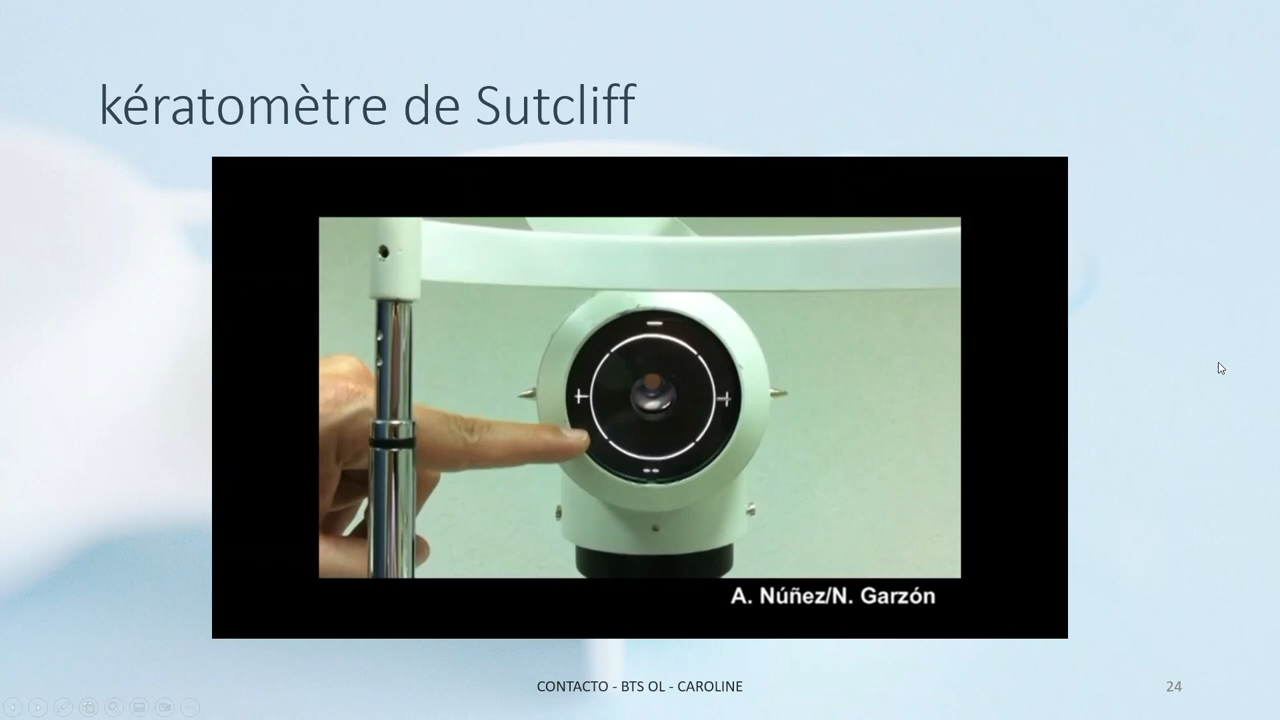 kératomètre de Sutcliff
A. Núñez/N. Garzón
CONTACTO - BTS OL - CAROLINE
24